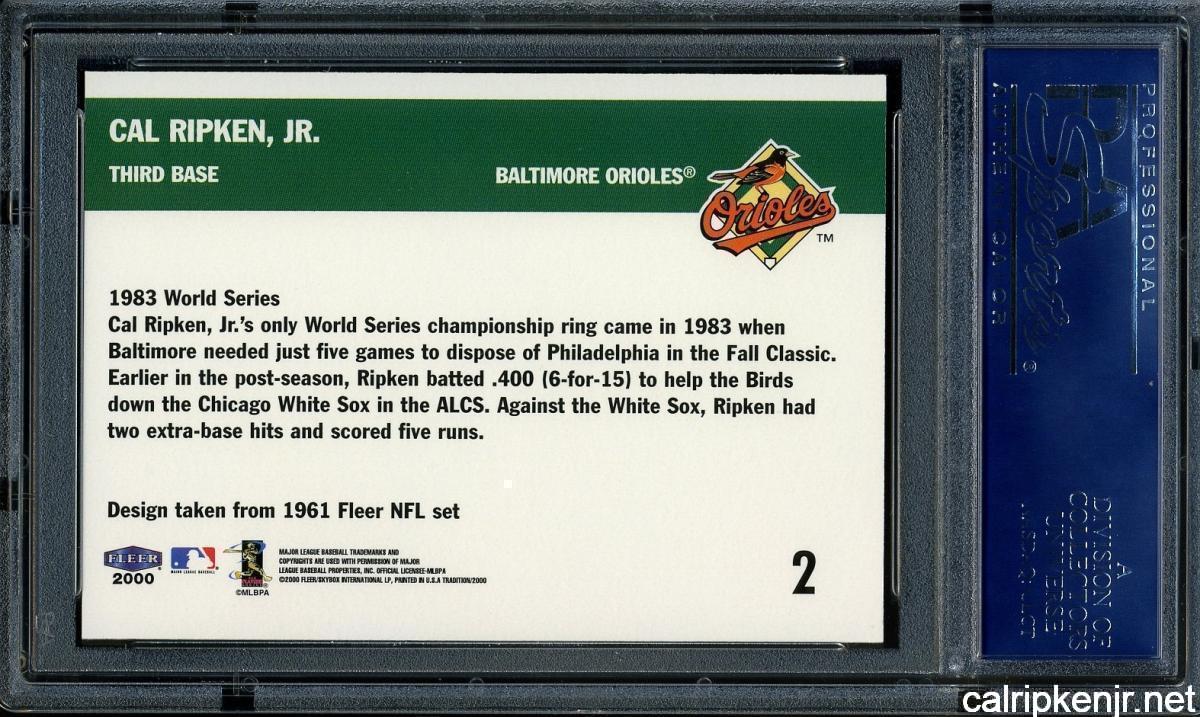 CAL RIPKEN, JR.
THIRD BASE
BALTIMORE ORIOLES®
Orioles
TM
1983 World Series
Cal Ripken, Jr.'s only World Series championship ring came in 1983 when
Baltimore needed just five games to dispose of Philadelphia in the Fall Classic.
Earlier in the post-season, Ripken batted .400 (6-for-15) to help the Birds
down the Chicago White Sox in the ALCS. Against the White Sox, Ripken had
two extra-base hits and scored five runs.
Design taken from 1961 Fleer NFL set
FLEER
2000
MAJOR LEAGUE BASEBALL
©MLBPA
MAJOR LEAGUE BASEBALL TRADEMARKS AND
COPYRIGHTS ARE USED WITH PERMISSION OF MAJOR
LEAGUE BASEBALL PROPERTIES, INC. OFFICIAL LICENSEE-MLBPA
©2000 FLEER/SKYBOX INTERNATIONAL LP, PRINTED IN U.S.A TRADITION/2000
2
PROFESSIONAL
PSA
Sports
AUTHENTICATOR
®
A
DIVISION OF
COLLECTORS
UNIVERSE
calripkenjr.net